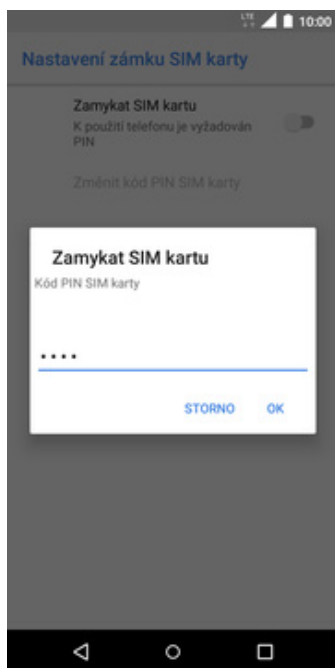 LTE 10:00
Nastavení zámku SIM karty
Zamykat SIM kartu
K použití telefonu je vyžadován
PIN
Změnit kód PIN SIM karty
Zamykat SIM kartu
Kód PIN SIM karty
....
STORNO OK